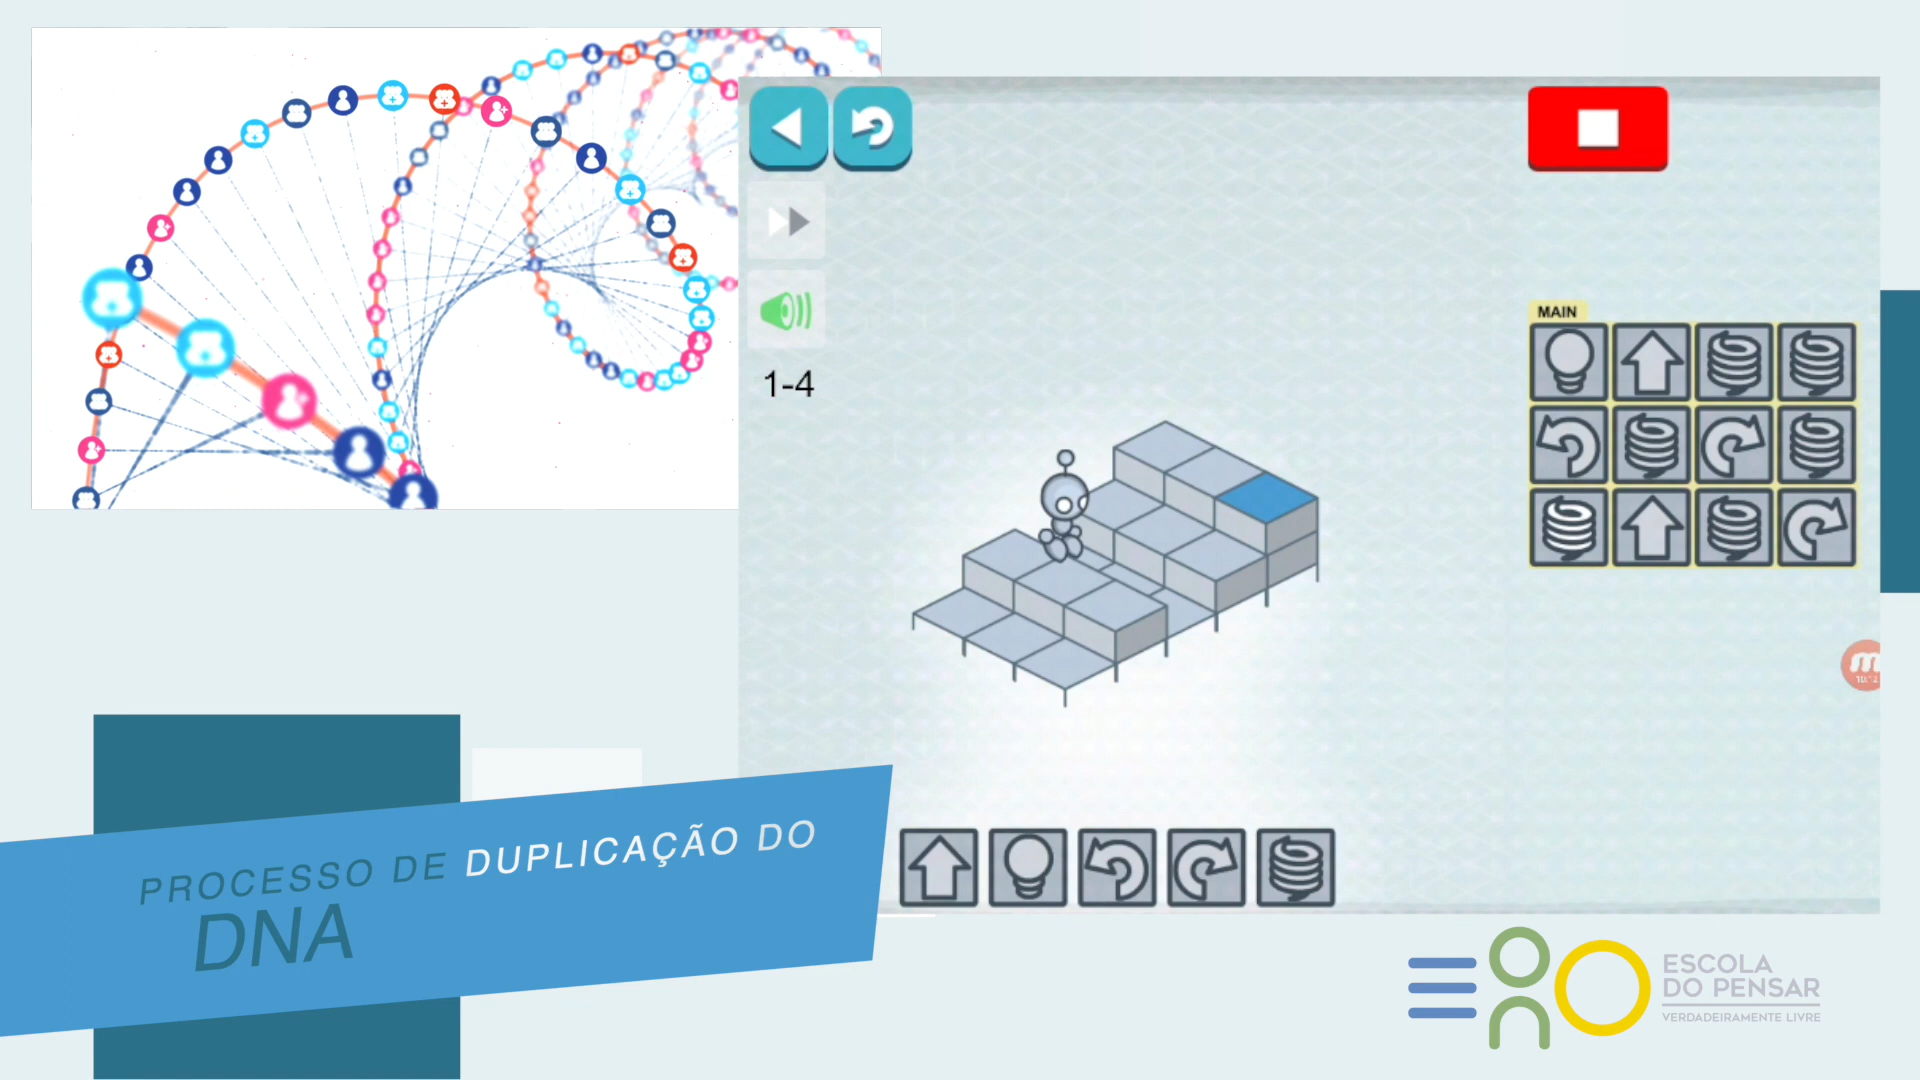 1-4
MAIN
PROCESSO DE DUPLICAÇÃO DO
DNA
ESCOLA
DO PENSAR
VERDADEIRAMENTE LIVRE